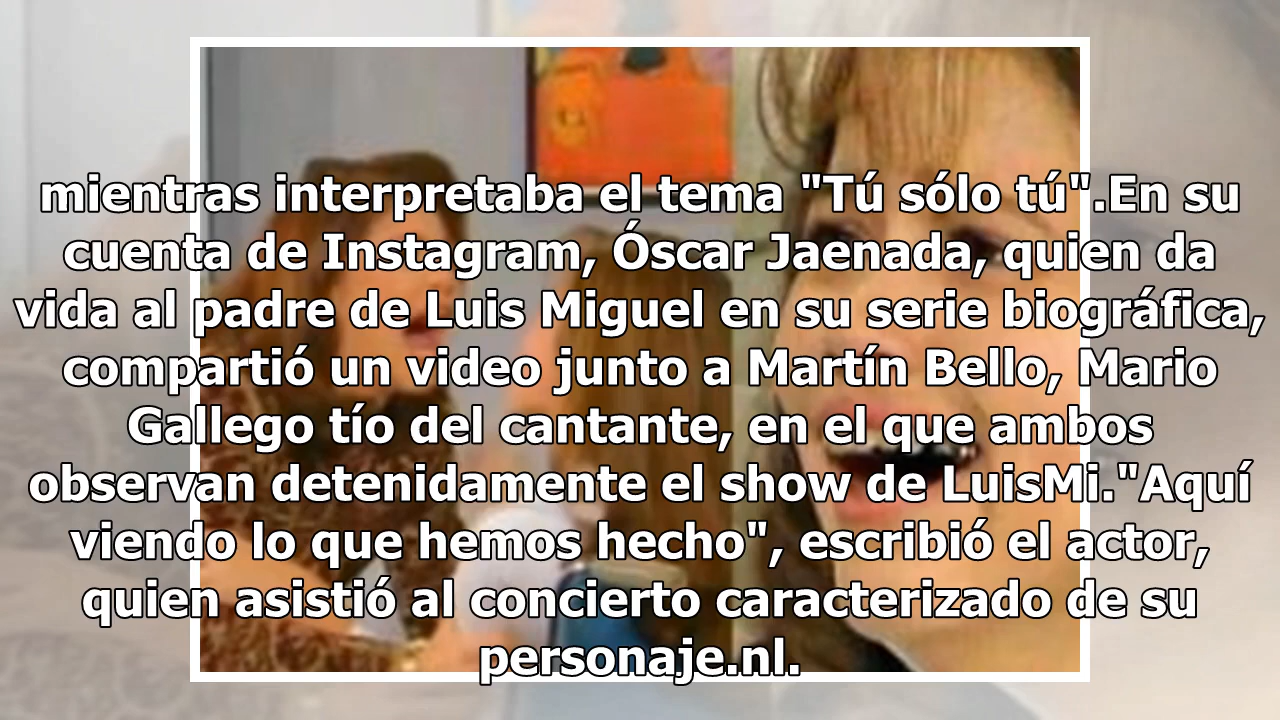 mientras interpretaba el tema "Tú sólo tú".En su
cuenta de Instagram, Óscar Jaenada, quien da
vida al padre de Luis Miguel en su serie biográfica,
compartió un video junto a Martín Bello, Mario
Gallego tío del cantante, en el que ambos
observan detenidamente el show de LuisMi."Aquí
viendo lo que hemos hecho", escribió el actor,
quien asistió al concierto caracterizado de su
personaje.nl.